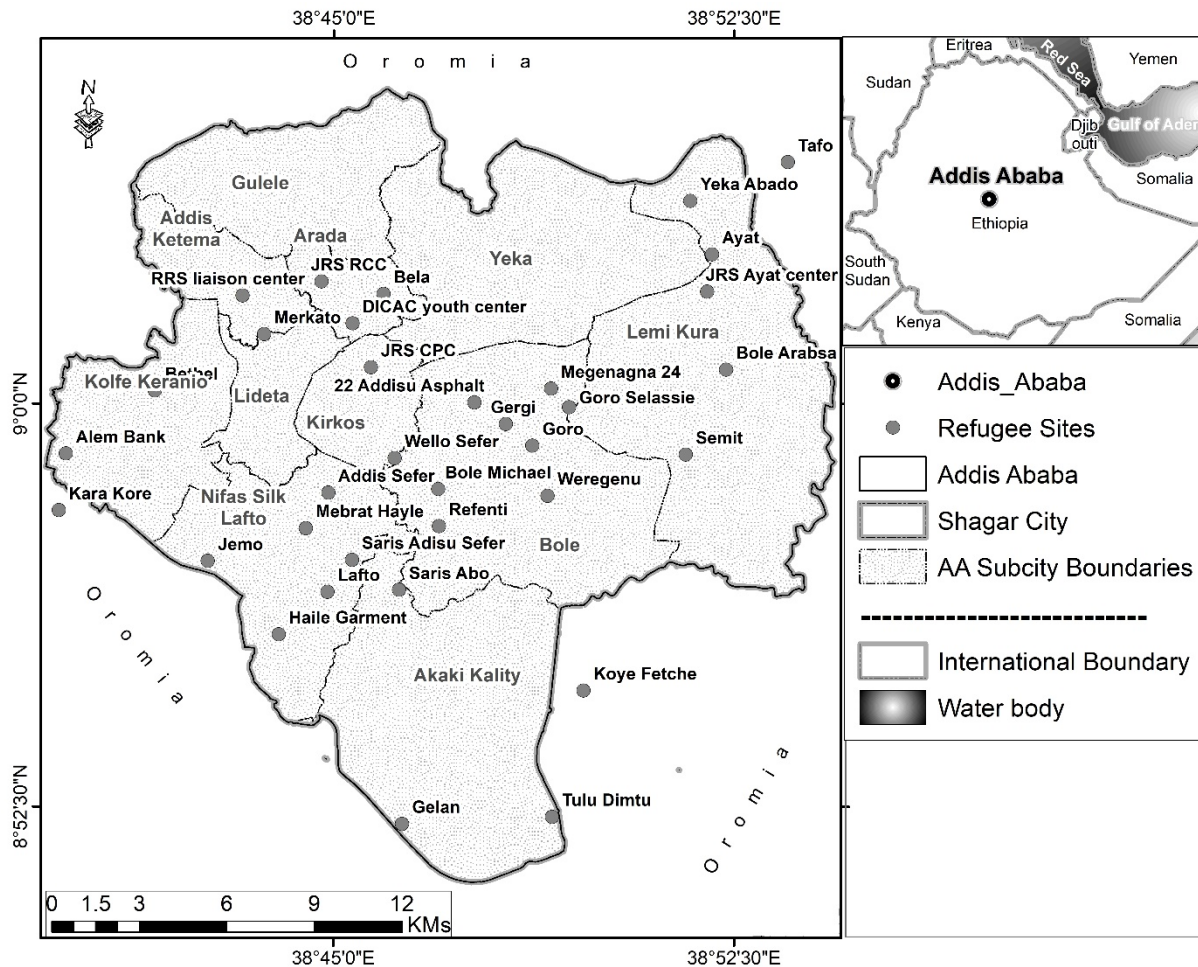 38°45'0"E
38°52'30"E
Oromia
N
Tafo
Gulele
Yeka Abado
Addis
Ketema
Arada
Yeka
Ayat
JRS RCC
RRS liaison center
Bela
JRS Ayat center
DICAC youth center
Merkato
Lemi Kura
JRS CPC
Bole Arabsa
Kolfe Keranio
Bethel
22 Addisu Asphalt
Megenagna 24
9°0'0"N
Lideta
Gergi
Goro Selassie
Kirkos
Alem Bank
Wello Sefer
Goro
Semit
Addis Sefer
Bole Michael
Weregenu
Kara Kore
Nifas Silk
Lafto
Mebrat Hayle
Refenti
Jemo
Saris Adisu Sefer
Bole
Lafto
Saris Abo
Haile Garment
Oromia
Akaki Kality
Koye Fetche
Oromia
8°52'30"N
Gelan
Tulu Dimtu
0 1.5 3 6 9 12
KMs
38°45'0"E
38°52'30"E
Eritrea
Red Sea
Yemen
Sudan
Djib
outi
Gulf of Aden
Addis Ababa
Somalia
Ethiopia
South
Sudan
Kenya
Somalia
Addis_Ababa
Refugee Sites
Addis Ababa
Shagar City
AA Subcity Boundaries
International Boundary
Water body